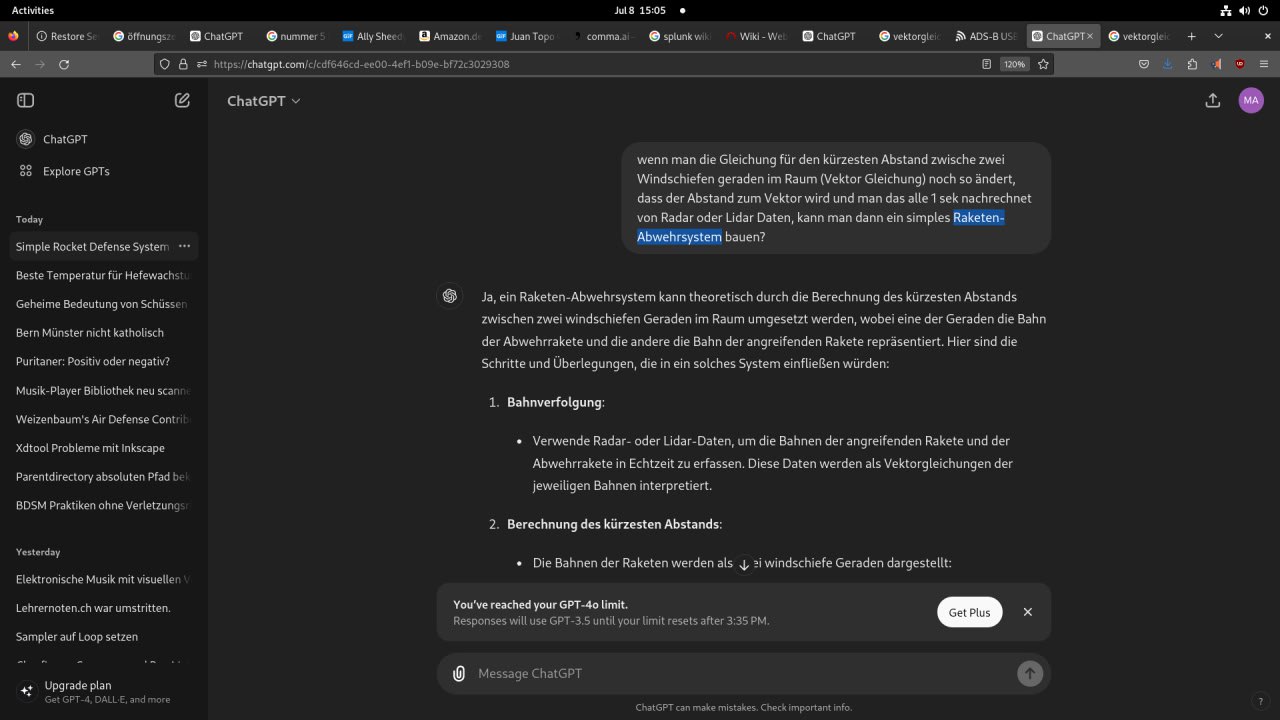 Activities
Jul 8 15:05
Restore Se
öffnungsze
ChatGPT
nummer 5
GIF
Ally Sheed
Amazon.de
GIF
Juan Topo
comma.ai–
splunk wiki
Wiki - Web
ChatGPT
vektorgleic
ADS-B USB
ChatGPT
vektorgleic
https://chatgpt.com/c/cdf646cd-ee00-4ef1-b09e-bf72c3029308
120%
ChatGPT
MA
ChatGPT
Explore GPTs
Today
Simple Rocket Defense System
Beste Temperatur für Hefewachstu
Geheime Bedeutung von Schüssen
Bern Münster nicht katholisch
Puritaner: Positiv oder negativ?
Musik-Player Bibliothek neu scanne
Weizenbaum's Air Defense Contrib
Xdtool Probleme mit Inkscape
Parentdirectory absoluten Pfad bek
BDSM Praktiken ohne Verletzungsr
Yesterday
Elektronische Musik mit visuellen V
Lehrernoten.ch war umstritten.
Sampler auf Loop setzen
Upgrade plan
Get GPT-4, DALL·E, and more
wenn man die Gleichung für den kürzesten Abstand zwische zwei
Windschiefen geraden im Raum (Vektor Gleichung) noch so ändert,
dass der Abstand zum Vektor wird und man das alle 1 sek nachrechnet
von Radar oder Lidar Daten, kann man dann ein simples Raketen-
Abwehrsystem bauen?
Ja, ein Raketen-Abwehrsystem kann theoretisch durch die Berechnung des kürzesten Abstands
zwischen zwei windschiefen Geraden im Raum umgesetzt werden, wobei eine der Geraden die Bahn
der Abwehrrakete und die andere die Bahn der angreifenden Rakete repräsentiert. Hier sind die
Schritte und Überlegungen, die in ein solches System einfließen würden:
1. Bahnverfolgung:
• Verwende Radar- oder Lidar-Daten, um die Bahnen der angreifenden Rakete und der
Abwehrrakete in Echtzeit zu erfassen. Diese Daten werden als Vektorgleichungen der
jeweiligen Bahnen interpretiert.
2. Berechnung des kürzesten Abstands:
• Die Bahnen der Raketen werden als ei windschiefe Geraden dargestellt:
You've reached your GPT-4o limit.
Responses will use GPT-3.5 until your limit resets after 3:35 PM.
Get Plus
Message ChatGPT
ChatGPT can make mistakes. Check important info.
?